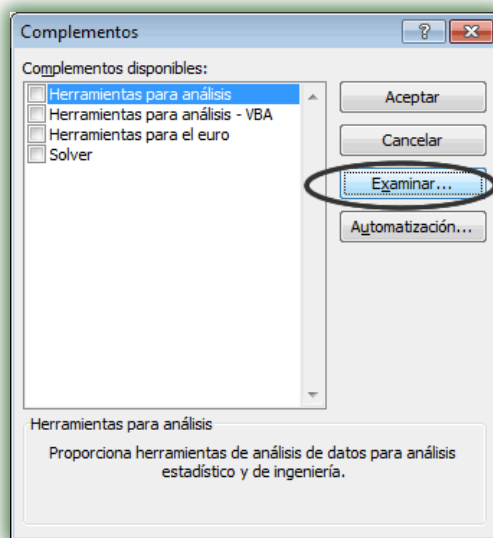 Complementos
Complementos disponibles:
Herramientas para análisis
Herramientas para análisis - VBA
Herramientas para el euro
Solver
Aceptar
Cancelar
Examinar...
Automatización...
Herramientas para análisis
Proporciona herramientas de análisis de datos para análisis
estadístico y de ingeniería.